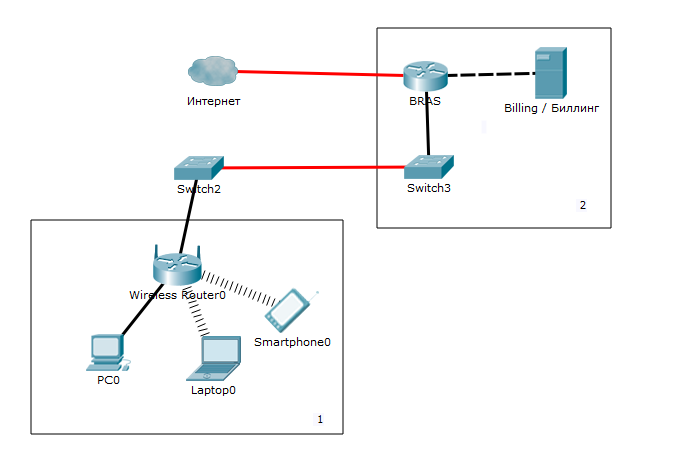 Интернет
BRAS
Billing / Биллинг
Switch2
Switch3
2
Wireless Router0
Smartphone0
PC0
Laptop0
1